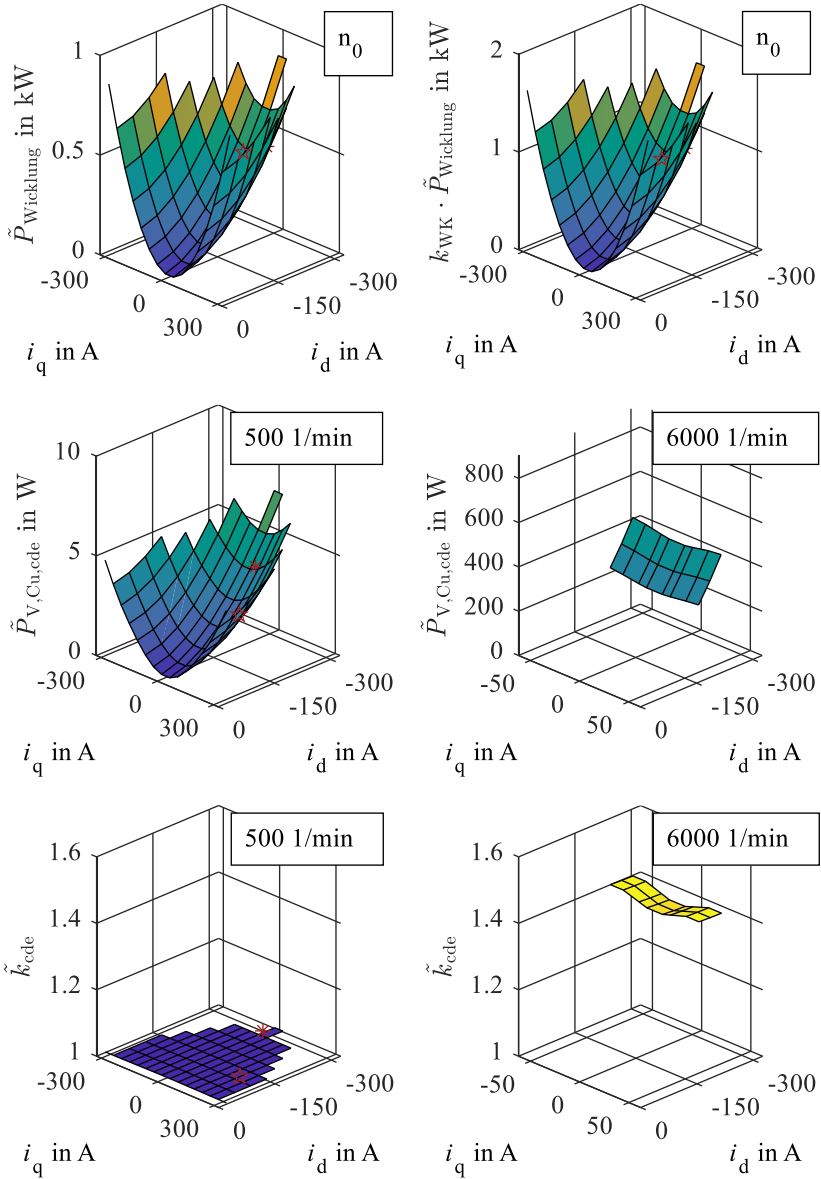 1
n0
0.5
0
P̃Wicklung in kW
-300
0
300
0
-150
-300
iq in A
id in A
2
n0
1
0
kWK · P̃Wicklung in kW
-300
0
300
0
-150
-300
iq in A
id in A
10
500 1/min
5
0
P̃V,Cu,cde in W
-300
0
300
0
-150
-300
iq in A
id in A
800
6000 1/min
600
400
200
0
P̃V,Cu,cde in W
-50
0
50
0
-150
-300
iq in A
id in A
1.6
500 1/min
1.4
1.2
1
k̃cde
-300
0
300
0
-150
-300
iq in A
id in A
1.6
6000 1/min
1.4
1.2
1
k̃cde
-50
0
50
0
-150
-300
iq in A
id in A